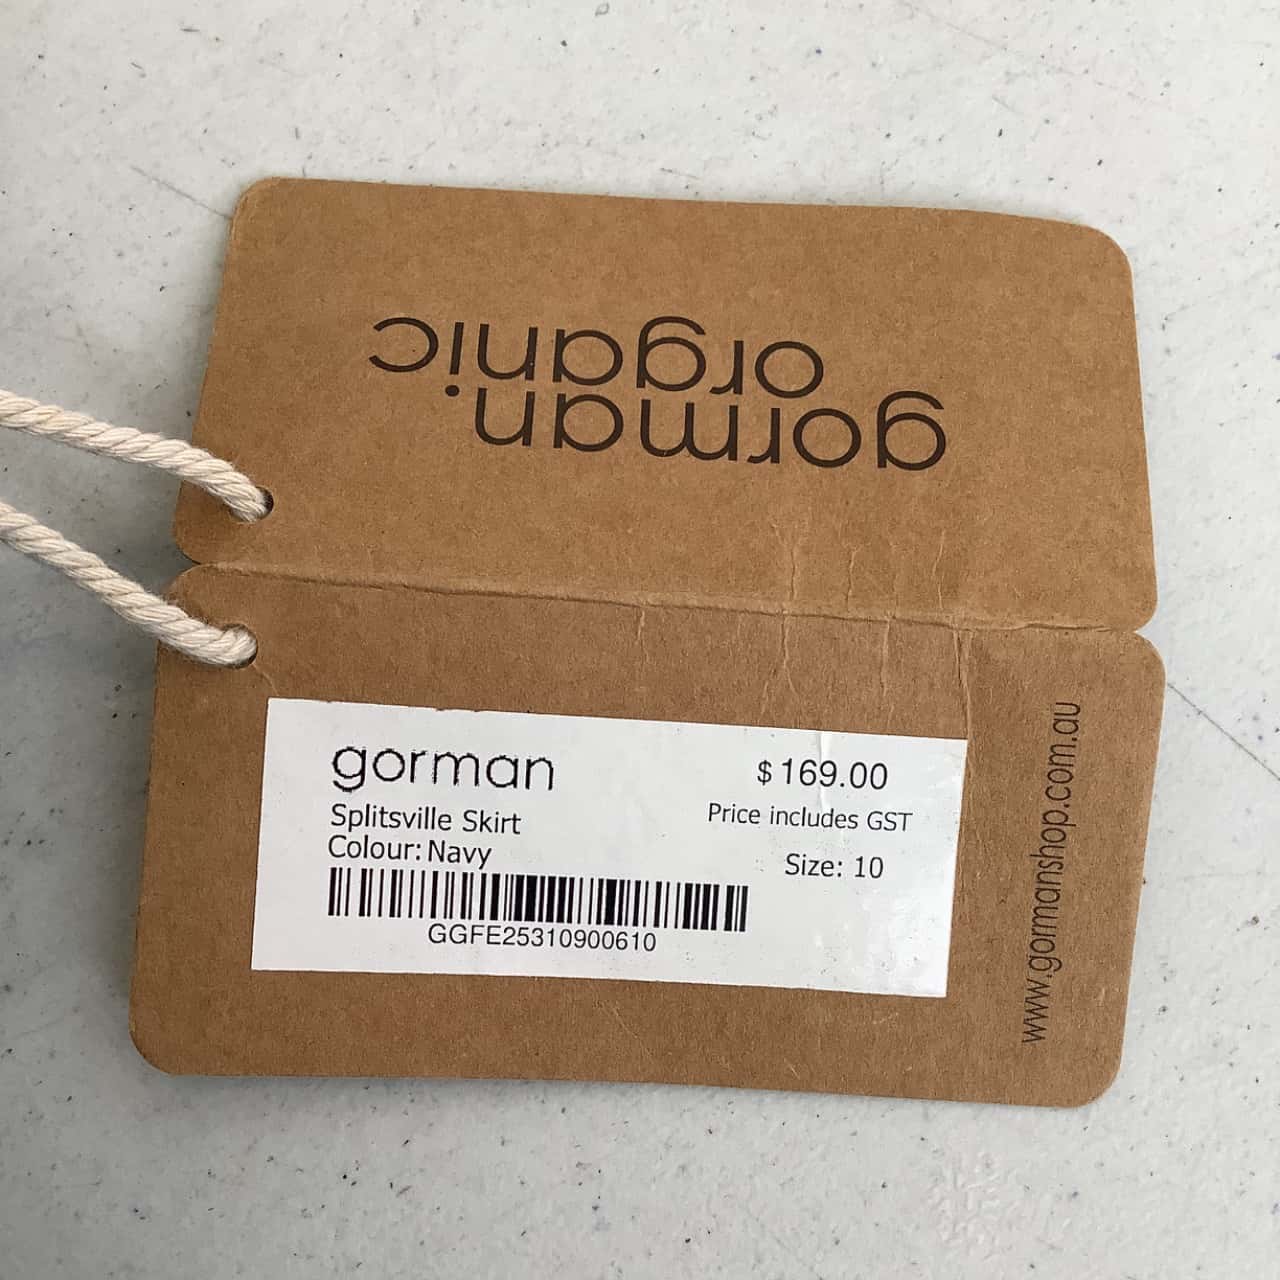 gorman
organic
gorman
Splitsville Skirt
Colour: Navy
GGFE25310900610
$169.00
Price includes GST
Size: 10
www.gormanshop.com.au